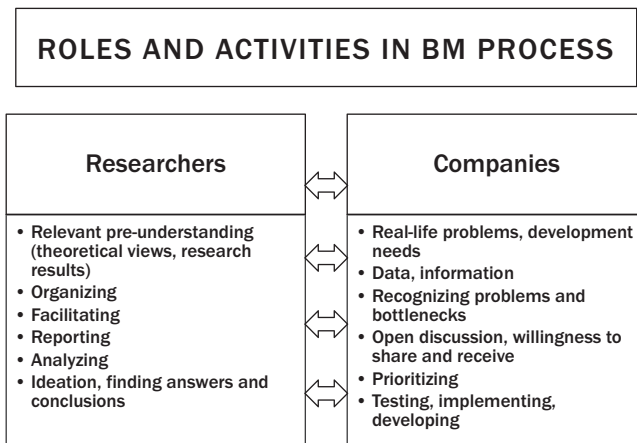 ROLES AND ACTIVITIES IN BM PROCESS
Researchers
• Relevant pre-understanding
(theoretical views, research
results)
• Organizing
• Facilitating
• Reporting
• Analyzing
• Ideation, finding answers and
conclusions
Companies
• Real-life problems, development
needs
• Data, information
• Recognizing problems and
bottlenecks
• Open discussion, willingness to
share and receive
• Prioritizing
• Testing, implementing,
developing